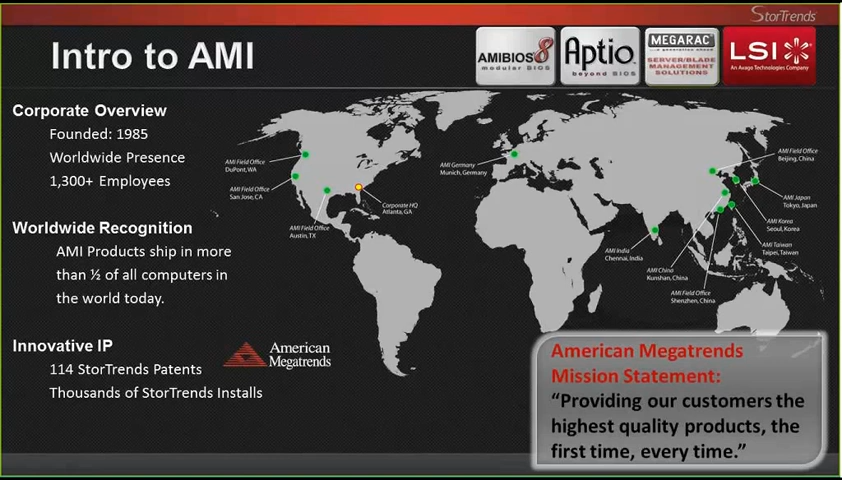 StorTrends
Intro to AMI
AMIBIOS8
modular BIOS
Aptio
beyond BIOS
MEGARAC
SERVER/BLADE
MANAGEMENT
SOLUTIONS
LSI
An Avago Technologies Company
Corporate Overview
Founded: 1985
Worldwide Presence
1,300+ Employees
Worldwide Recognition
AMI Products ship in more
than ½ of all computers in
the world today.
Innovative IP
114 StorTrends Patents
Thousands of StorTrends Installs
American
Megatrends
AMI Field Office
DuPont, WA
AMI Field Office
San Jose, CA
AMI Field Office
Austin, TX
Corporate HQ
Atlanta, GA
AMI Germany
Munich, Germany
AMI Field Office
Beijing, China
AMI Japan
Tokyo, Japan
AMI Korea
Seoul, Korea
AMI Taiwan
Taipei, Taiwan
AMI India
Chennai, India
AMI China
Kunshan, China
AMI Field Office
Shenzhen, China
American Megatrends
Mission Statement:
“Providing our customers the
highest quality products, the
first time, every time.”